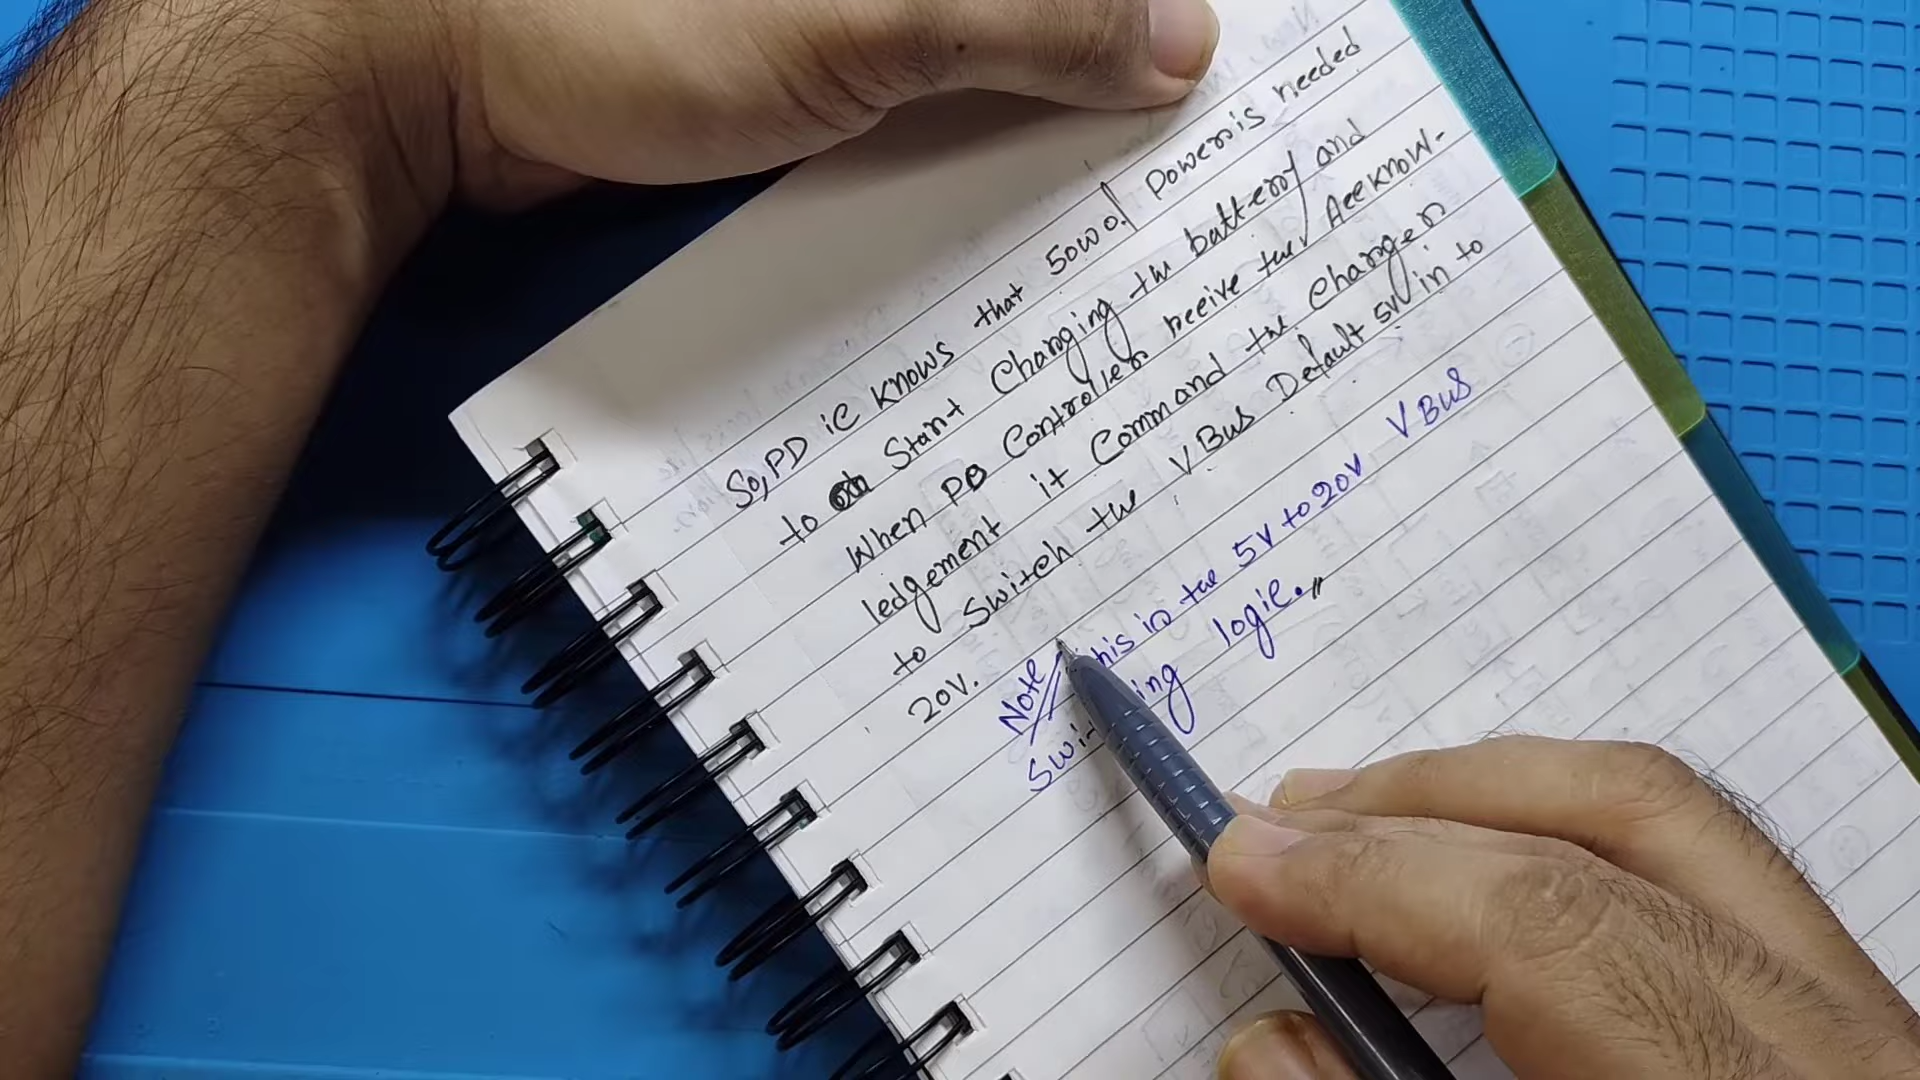 So, PD ic knows that 50W of Power is needed
to Start Charging the battery and
When PD Controller receive the Acknow-
ledgement it Command the Charger
to Switch the VBUS Default 5V in to
20V.
Note this is the 5V to 20V VBUS
Switching logic.